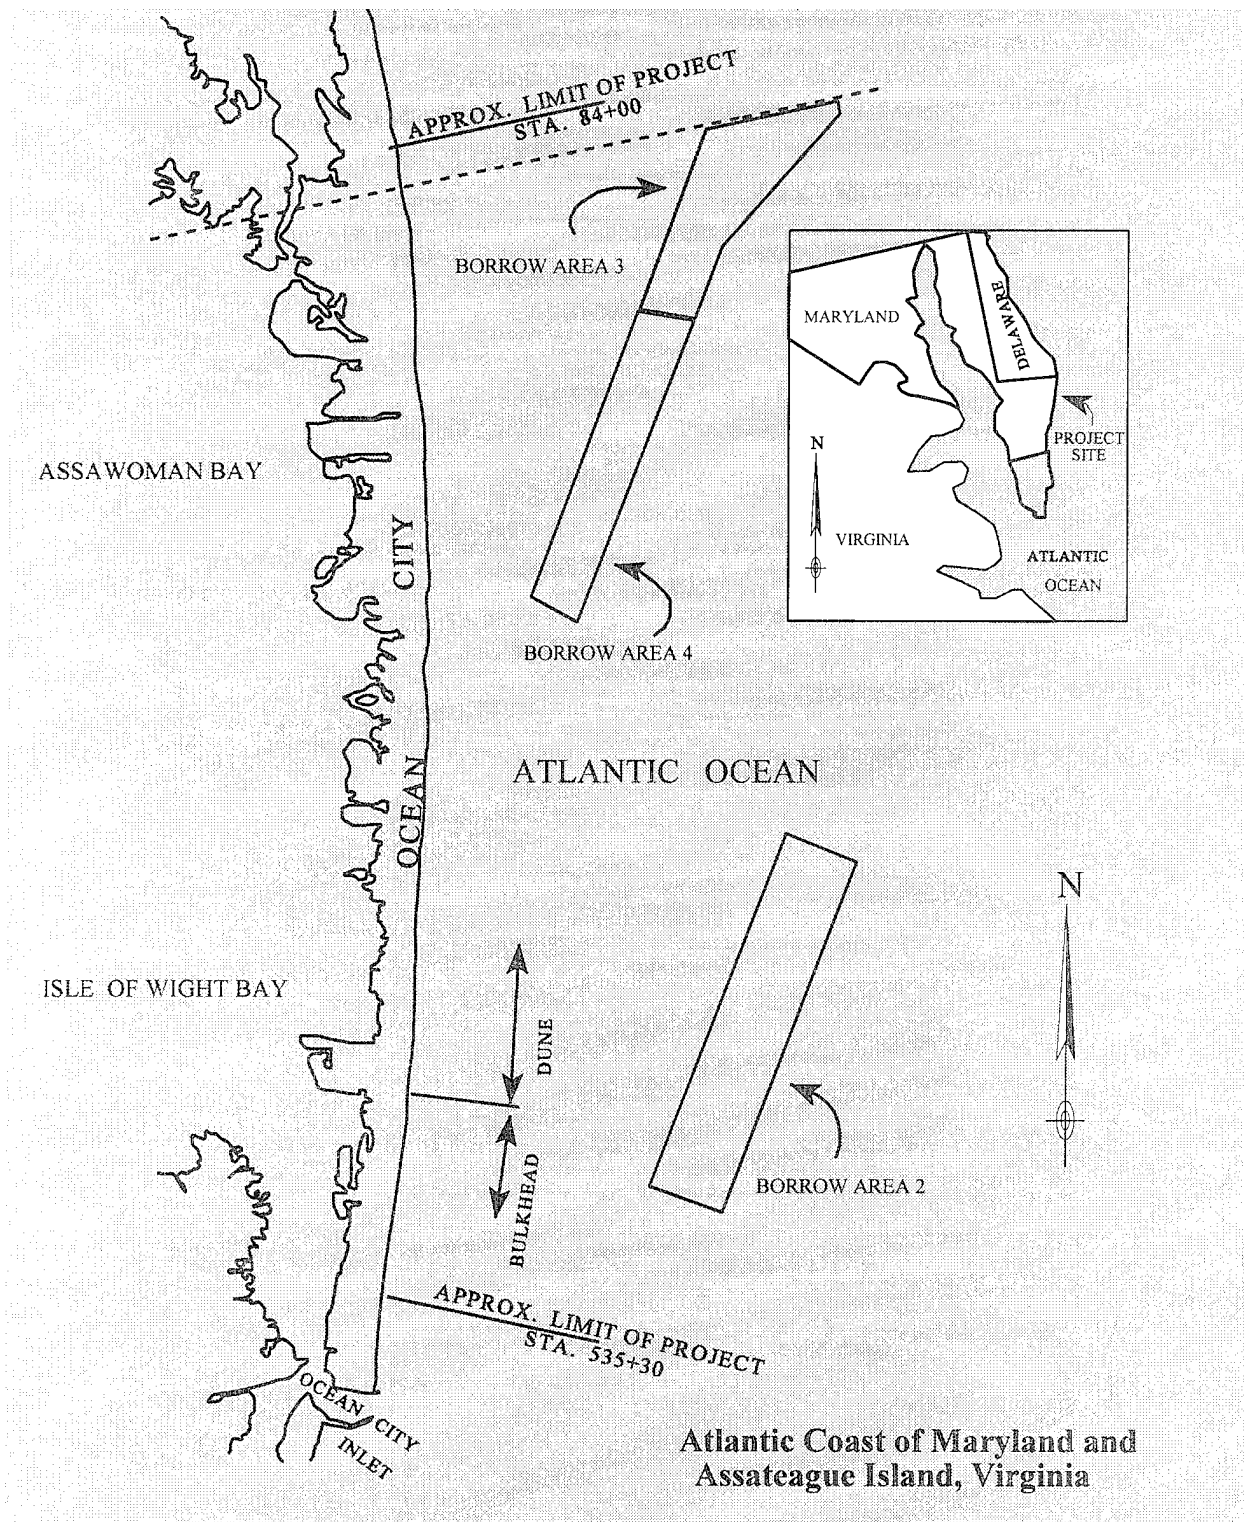 APPROX. LIMIT OF PROJECT
STA. 84+00
BORROW AREA 3
MARYLAND
DELAWARE
PROJECT
SITE
N
VIRGINIA
ATLANTIC
OCEAN
ASSAWOMAN BAY
OCEAN CITY
BORROW AREA 4
ATLANTIC OCEAN
N
ISLE OF WIGHT BAY
DUNE
BULKHEAD
BORROW AREA 2
APPROX. LIMIT OF PROJECT
STA. 535+30
OCEAN CITY
INLET
Atlantic Coast of Maryland and
Assateague Island, Virginia